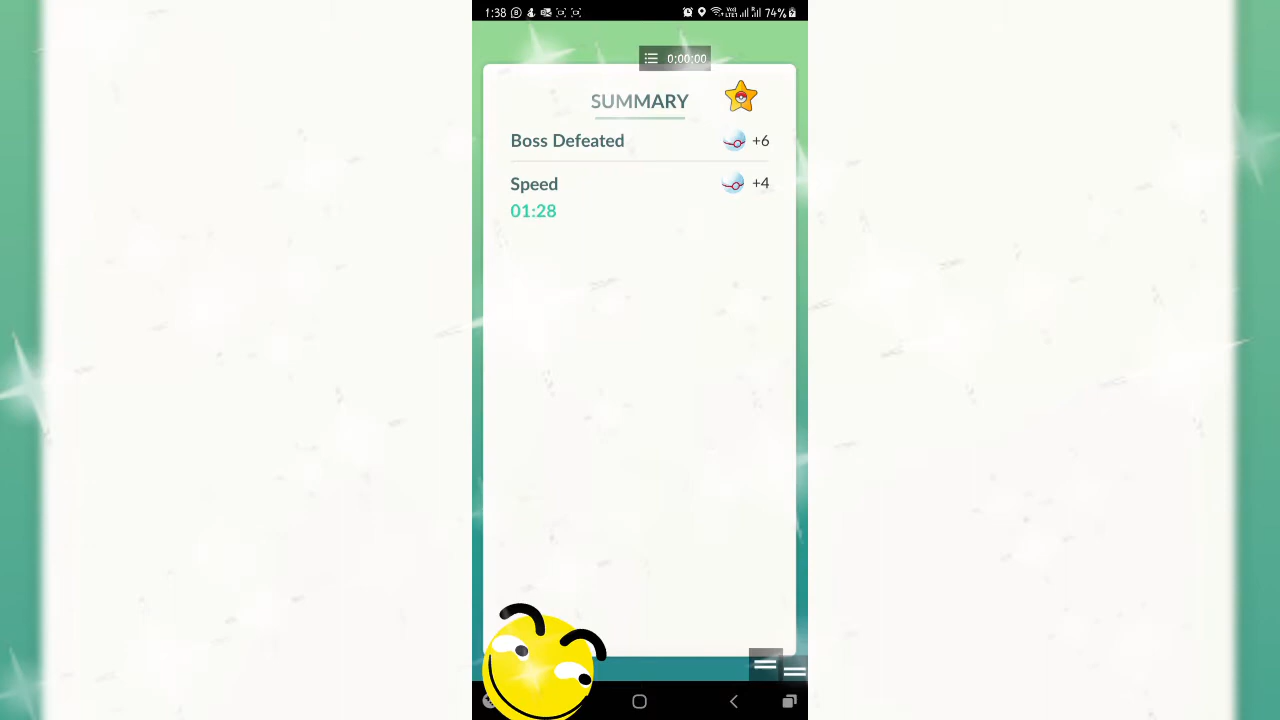 1:38
74%
0:00:00
SUMMARY
Boss Defeated +6
Speed +4
01:28